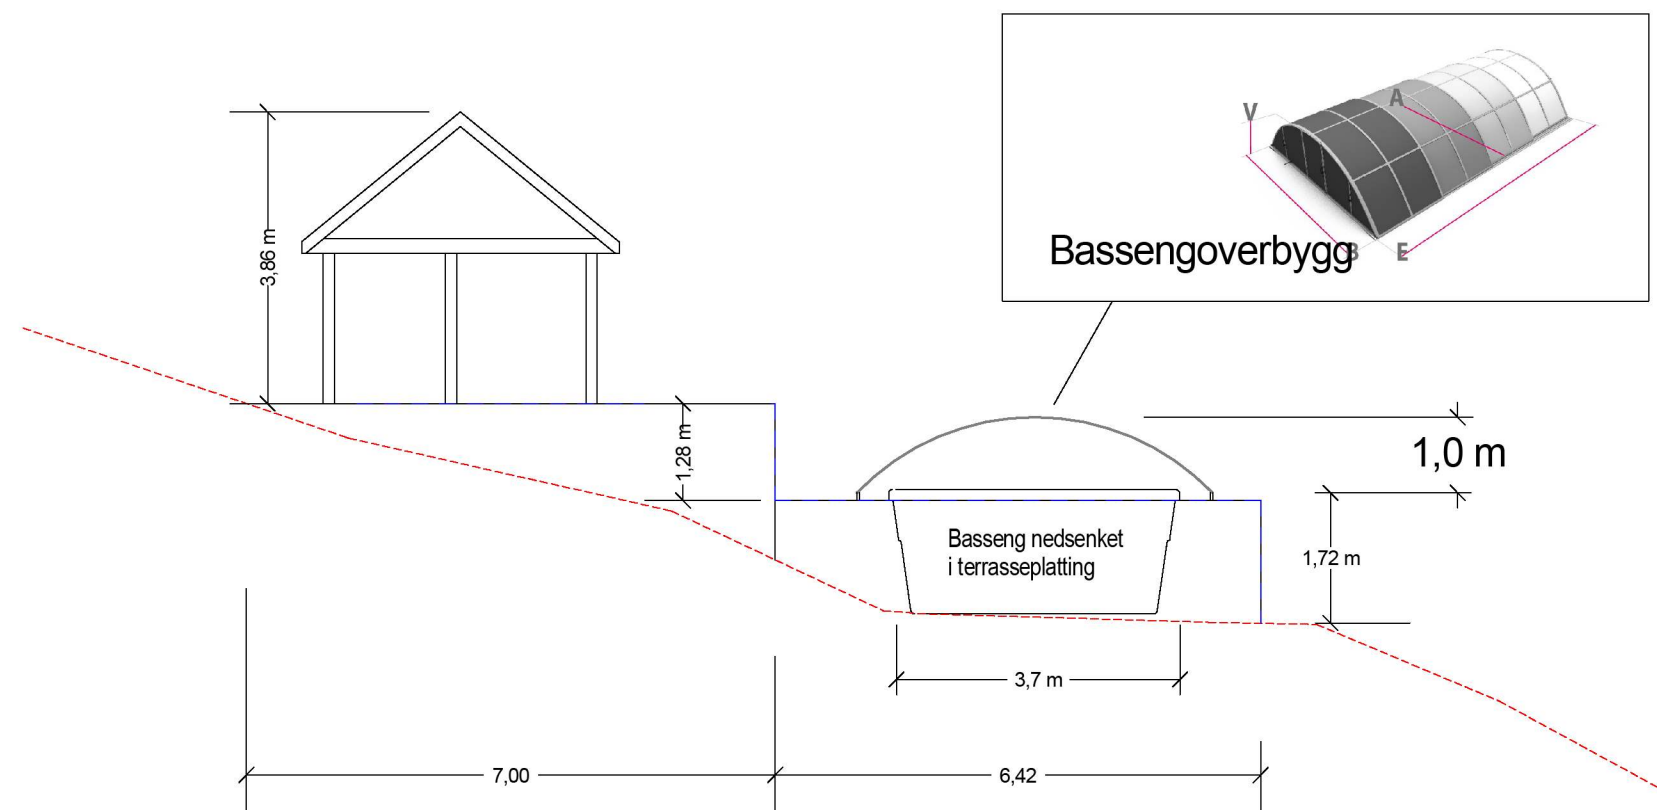 V
A
B
E
Bassengoverbygg
3,86 m
1,28 m
1,0 m
Basseng nedsenket
i terrasseplatting
1,72 m
3,7 m
7,00
6,42